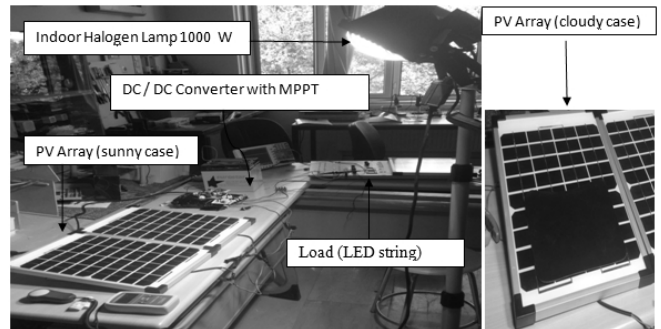 Indoor Halogen Lamp 1000 W
PV Array (cloudy case)
DC / DC Converter with MPPT
PV Array (sunny case)
Load (LED string)